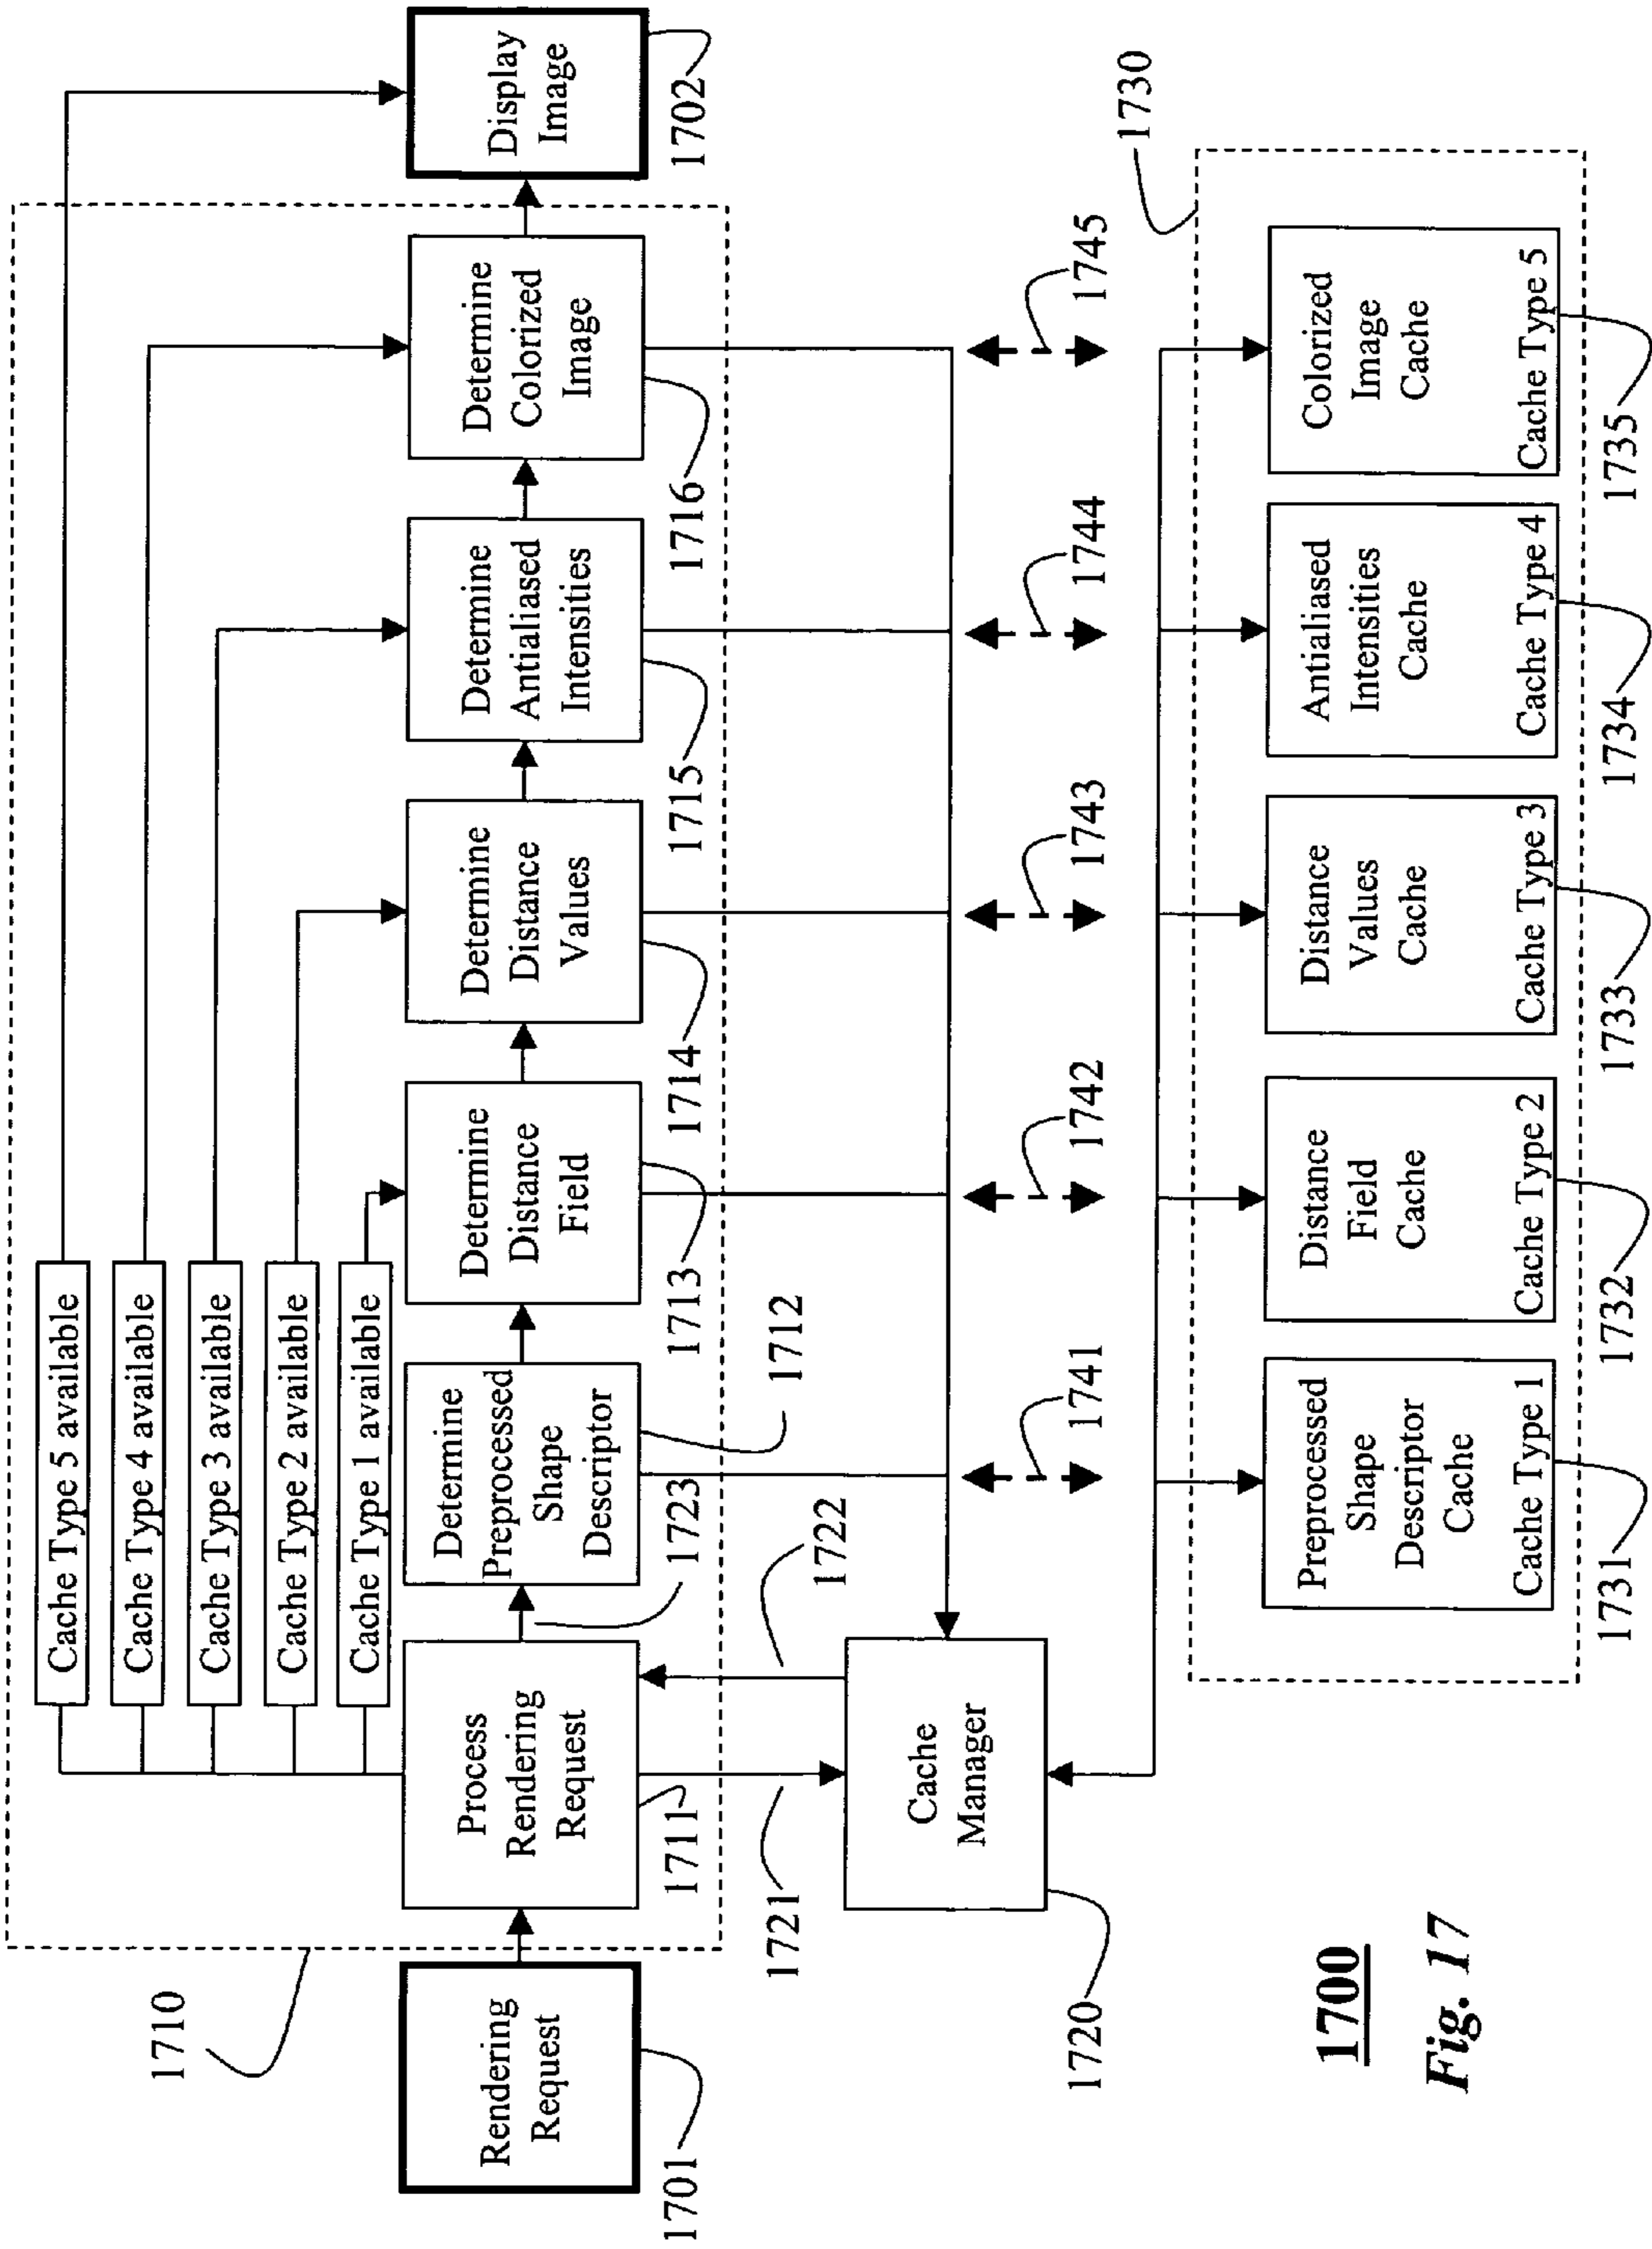 1710
Cache Type 5 available
Cache Type 4 available
Cache Type 3 available
Cache Type 2 available
Cache Type 1 available
Rendering
Request
1701
Process
Rendering
Request
1711
1723
Determine
Preprocessed
Shape
Descriptor
1712
Determine
Distance
Field
1713
Determine
Distance
Values
1714
Determine
Antialiased
Intensities
1715
Determine
Colorized
Image
1716
Display
Image
1702
1721
1722
Cache
Manager
1720
1741
1742
1743
1744
1745
1730
Preprocessed
Shape
Descriptor
Cache
Cache Type 1
1731
Distance
Field
Cache
Cache Type 2
1732
Distance
Values
Cache
Cache Type 3
1733
Antialiased
Intensities
Cache
Cache Type 4
1734
Colorized
Image
Cache
Cache Type 5
1735
1700
Fig. 17